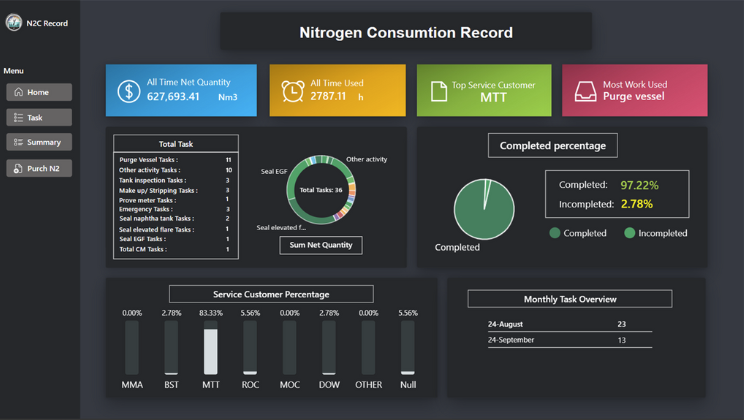 N2C Record
Nitrogen Consumtion Record
Menu
Home
Task
Summary
Purch N2
All Time Net Quantity
627,693.41 Nm3
All Time Used
2787.11 h
Top Service Customer
MTT
Most Work Used
Purge vessel
Total Task
Purge Vessel Tasks : 11
Other activity Tasks : 10
Tank inspection Tasks : 3
Make up/ Stripping Tasks : 3
Prove meter Tasks : 1
Emergency Tasks : 3
Seal naphtha tank Tasks : 2
Seal elevated flare Tasks : 1
Seal EGF Tasks : 1
Total CM Tasks : 1
Other activity
Seal EGF
Total Tasks: 36
Seal elevated f...
Sum Net Quantity
Completed percentage
Completed: 97.22%
Incompleted: 2.78%
Completed
Completed Incompleted
Service Customer Percentage
0.00% 2.78% 83.33% 5.56% 0.00% 2.78% 0.00% 5.56%
MMA BST MTT ROC MOC DOW OTHER Null
Monthly Task Overview
24-August 23
24-September 13